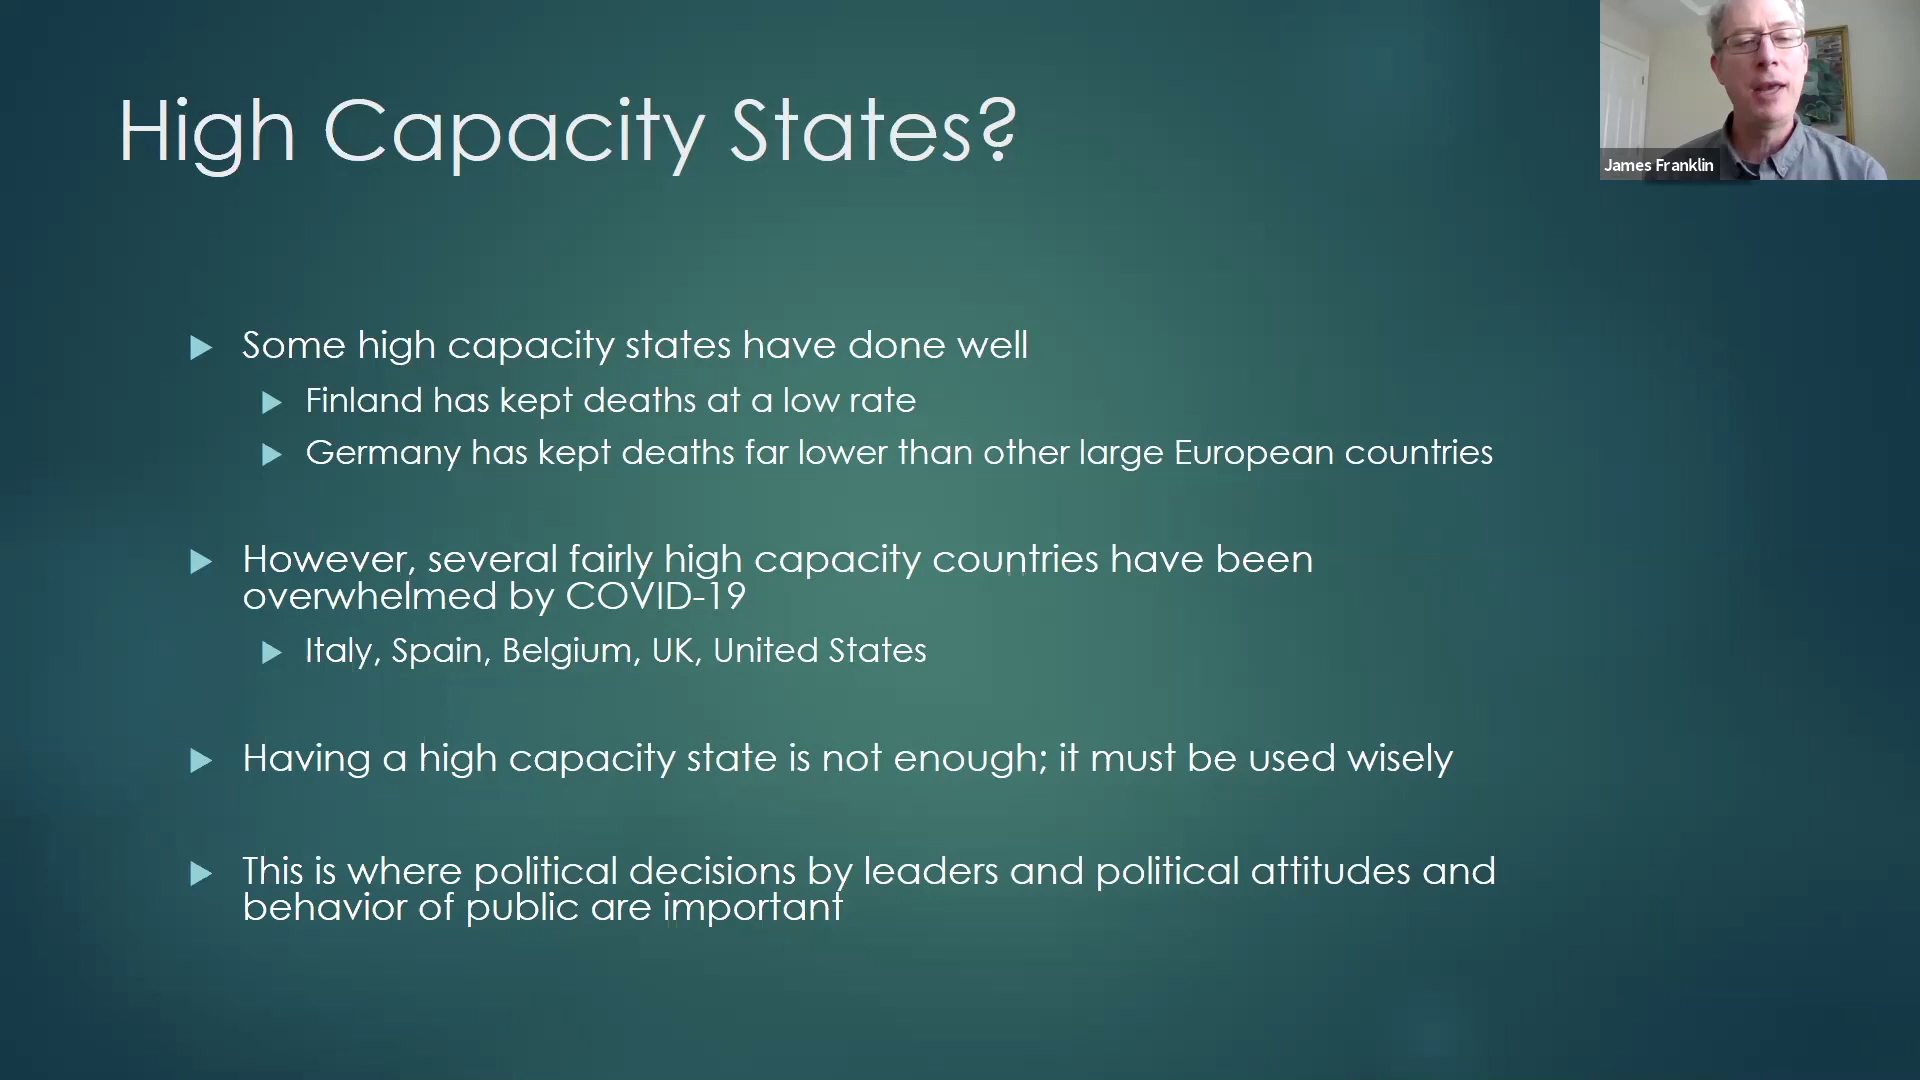 High Capacity States?
James Franklin
Some high capacity states have done well
Finland has kept deaths at a low rate
Germany has kept deaths far lower than other large European countries
However, several fairly high capacity countries have been
overwhelmed by COVID-19
Italy, Spain, Belgium, UK, United States
Having a high capacity state is not enough; it must be used wisely
This is where political decisions by leaders and political attitudes and
behavior of public are important